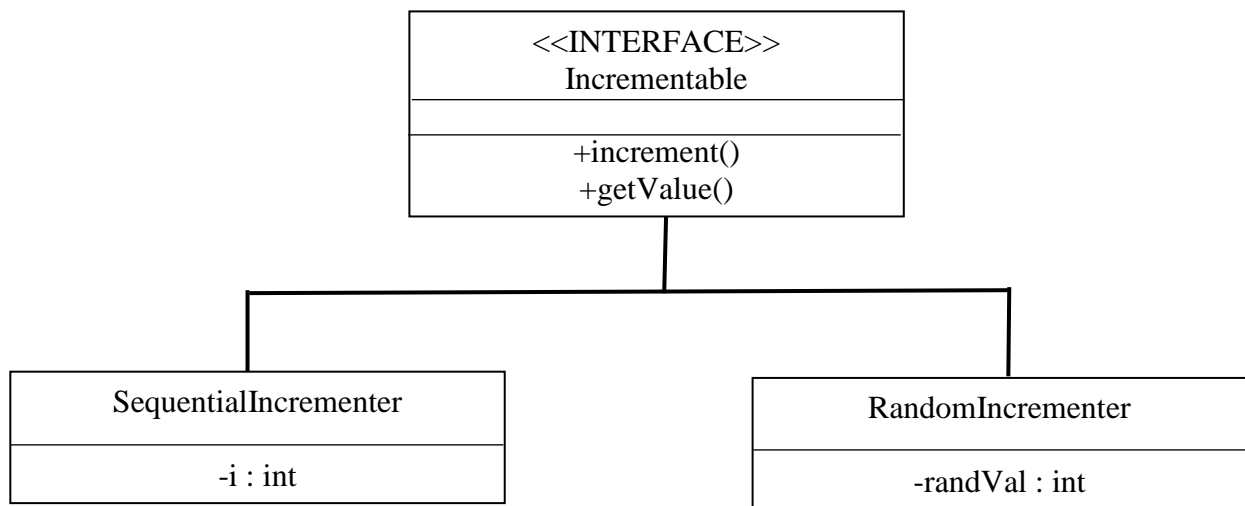 <<INTERFACE>>
Incrementable
+increment()
+getValue()
SequentialIncrementer
-i : int
RandomIncrementer
-randVal : int